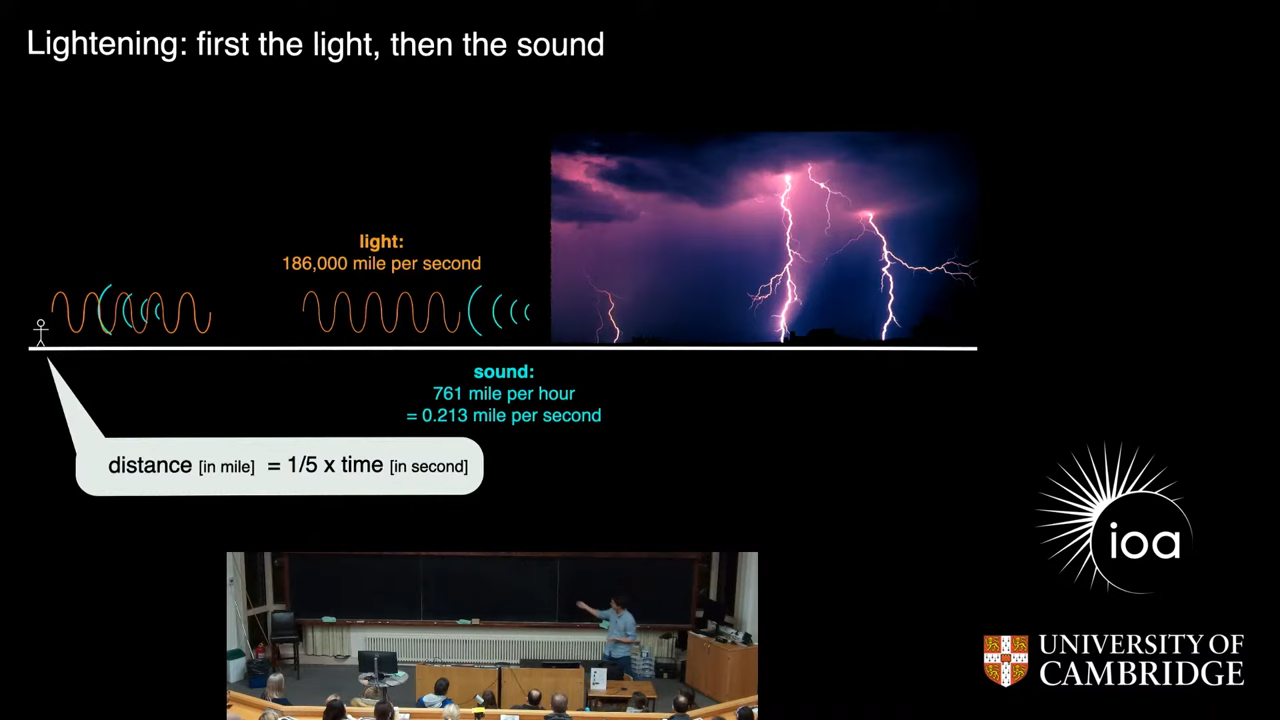 Lightening: first the light, then the sound
light:
186,000 mile per second
sound:
761 mile per hour
= 0.213 mile per second
distance [in mile] = 1/5 x time [in second]
ioa
UNIVERSITY OF
CAMBRIDGE